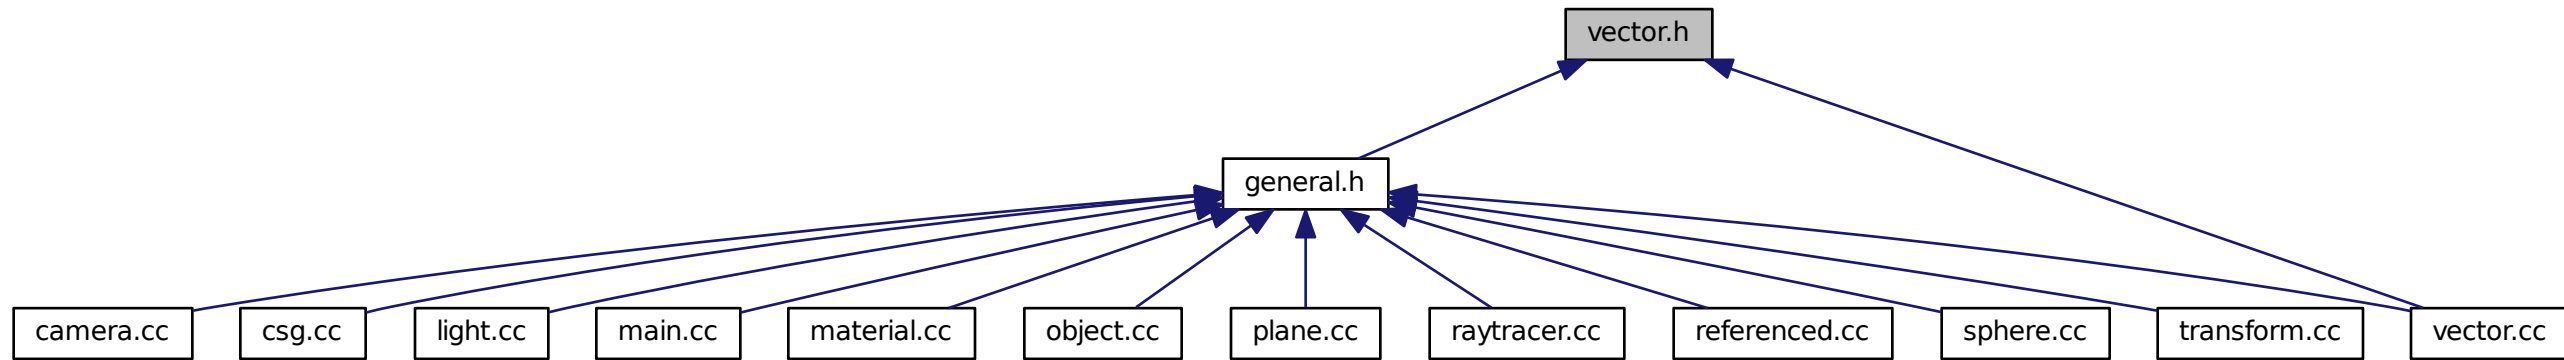 vector.h
general.h
camera.cc
csg.cc
light.cc
main.cc
material.cc
object.cc
plane.cc
raytracer.cc
referenced.cc
sphere.cc
transform.cc
vector.cc